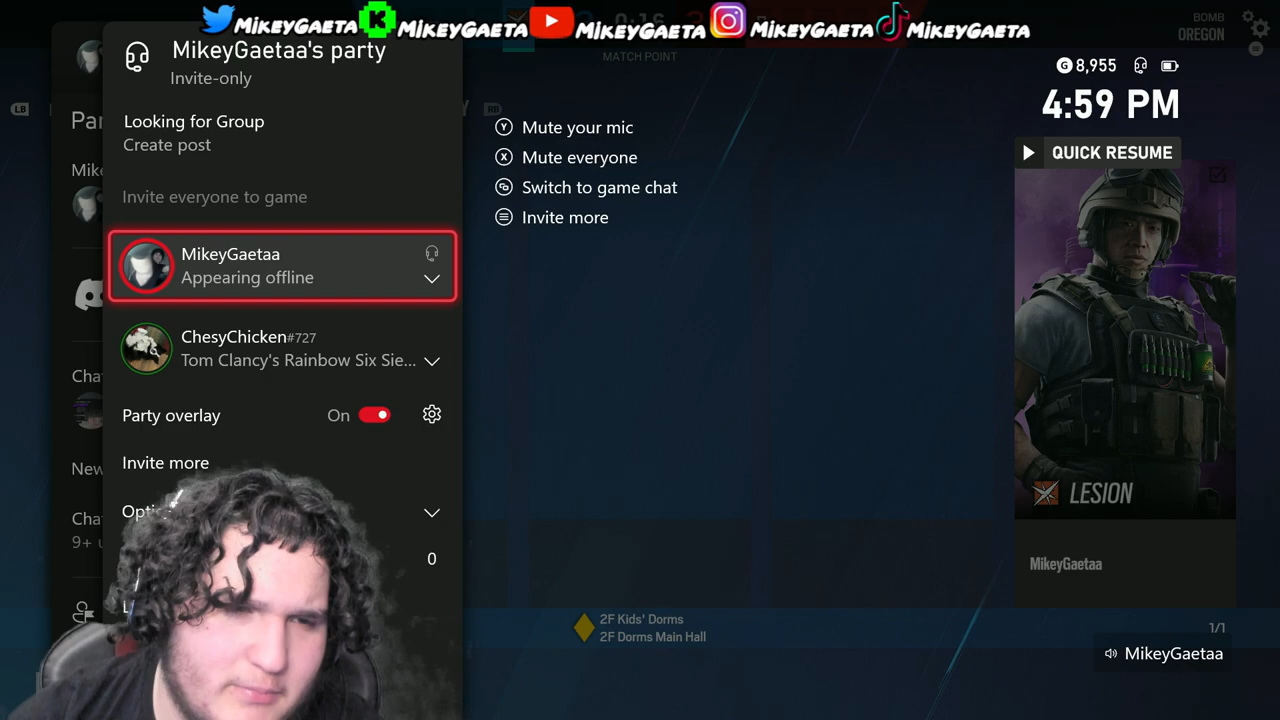 MikeyGaeta
K MikeyGaeta
MikeyGaeta
MikeyGaeta
MikeyGaeta
MATCH POINT
BOMB
OREGON
MikeyGaetaa's party
Invite-only
Looking for Group
Create post
Invite everyone to game
MikeyGaetaa
Appearing offline
ChesyChicken#727
Tom Clancy's Rainbow Six Sie...
Party overlay On
Invite more
0
Y Mute your mic
X Mute everyone
Switch to game chat
Invite more
G 8,955
4:59 PM
QUICK RESUME
LESION
MikeyGaetaa
2F Kids' Dorms
2F Dorms Main Hall
1/1
MikeyGaetaa
LB
RB
9+